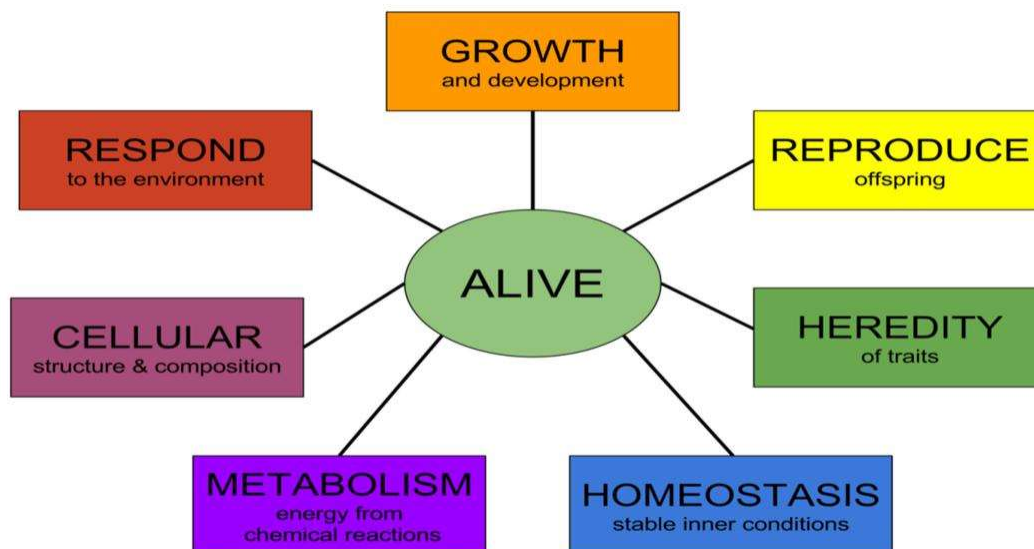 GROWTH
and development
RESPOND
to the environment
REPRODUCE
offspring
ALIVE
CELLULAR
structure & composition
HEREDITY
of traits
METABOLISM
energy from
chemical reactions
HOMEOSTASIS
stable inner conditions